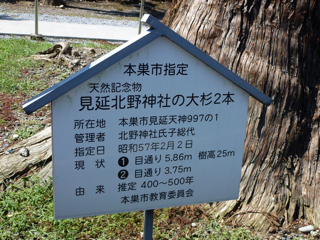 本巣市指定
天然記念物
見延北野神社の大杉2本
所在地　本巣市見延天神997の1
管理者　北野神社氏子総代
指定日　昭和57年2月2日
現　状　❶ 目通り5.86m　樹高25m
❷ 目通り3.75m
由　来　推定 400〜500年
本巣市教育委員会